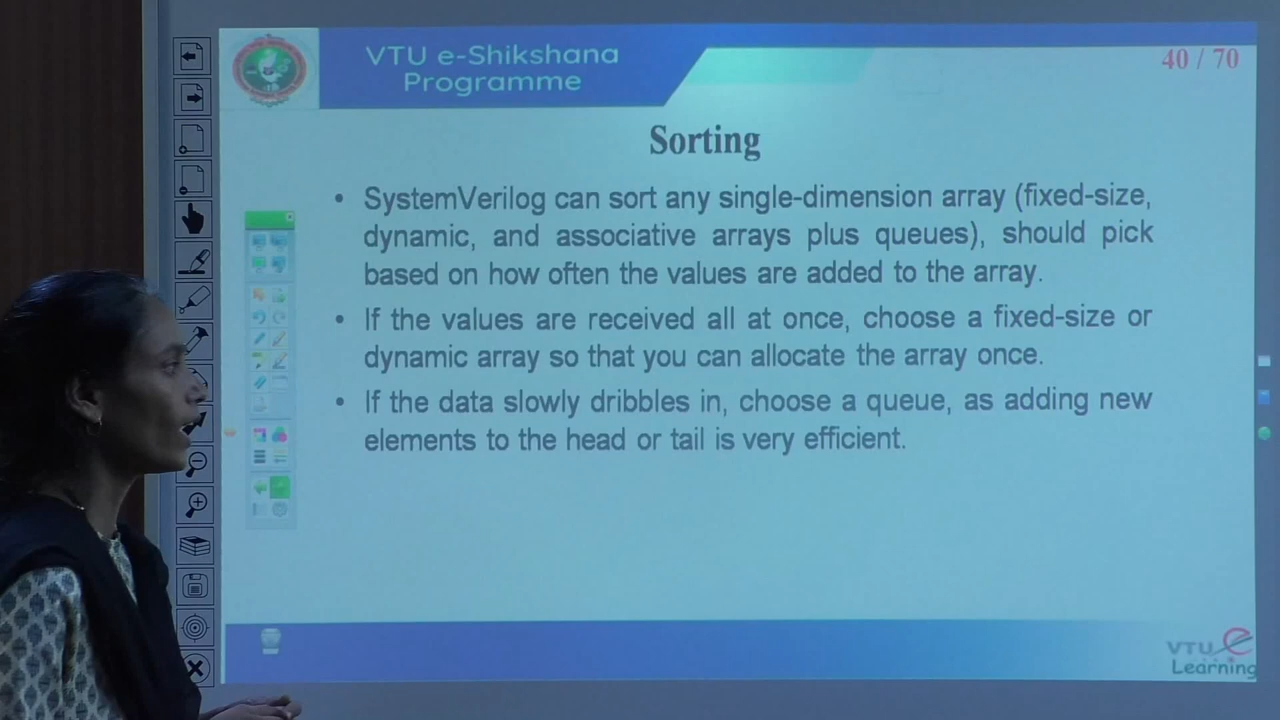 VTU e-Shikshana
Programme
40 / 70
Sorting
• SystemVerilog can sort any single-dimension array (fixed-size,
dynamic, and associative arrays plus queues), should pick
based on how often the values are added to the array.
• If the values are received all at once, choose a fixed-size or
dynamic array so that you can allocate the array once.
• If the data slowly dribbles in, choose a queue, as adding new
elements to the head or tail is very efficient.
VTU e
Learning